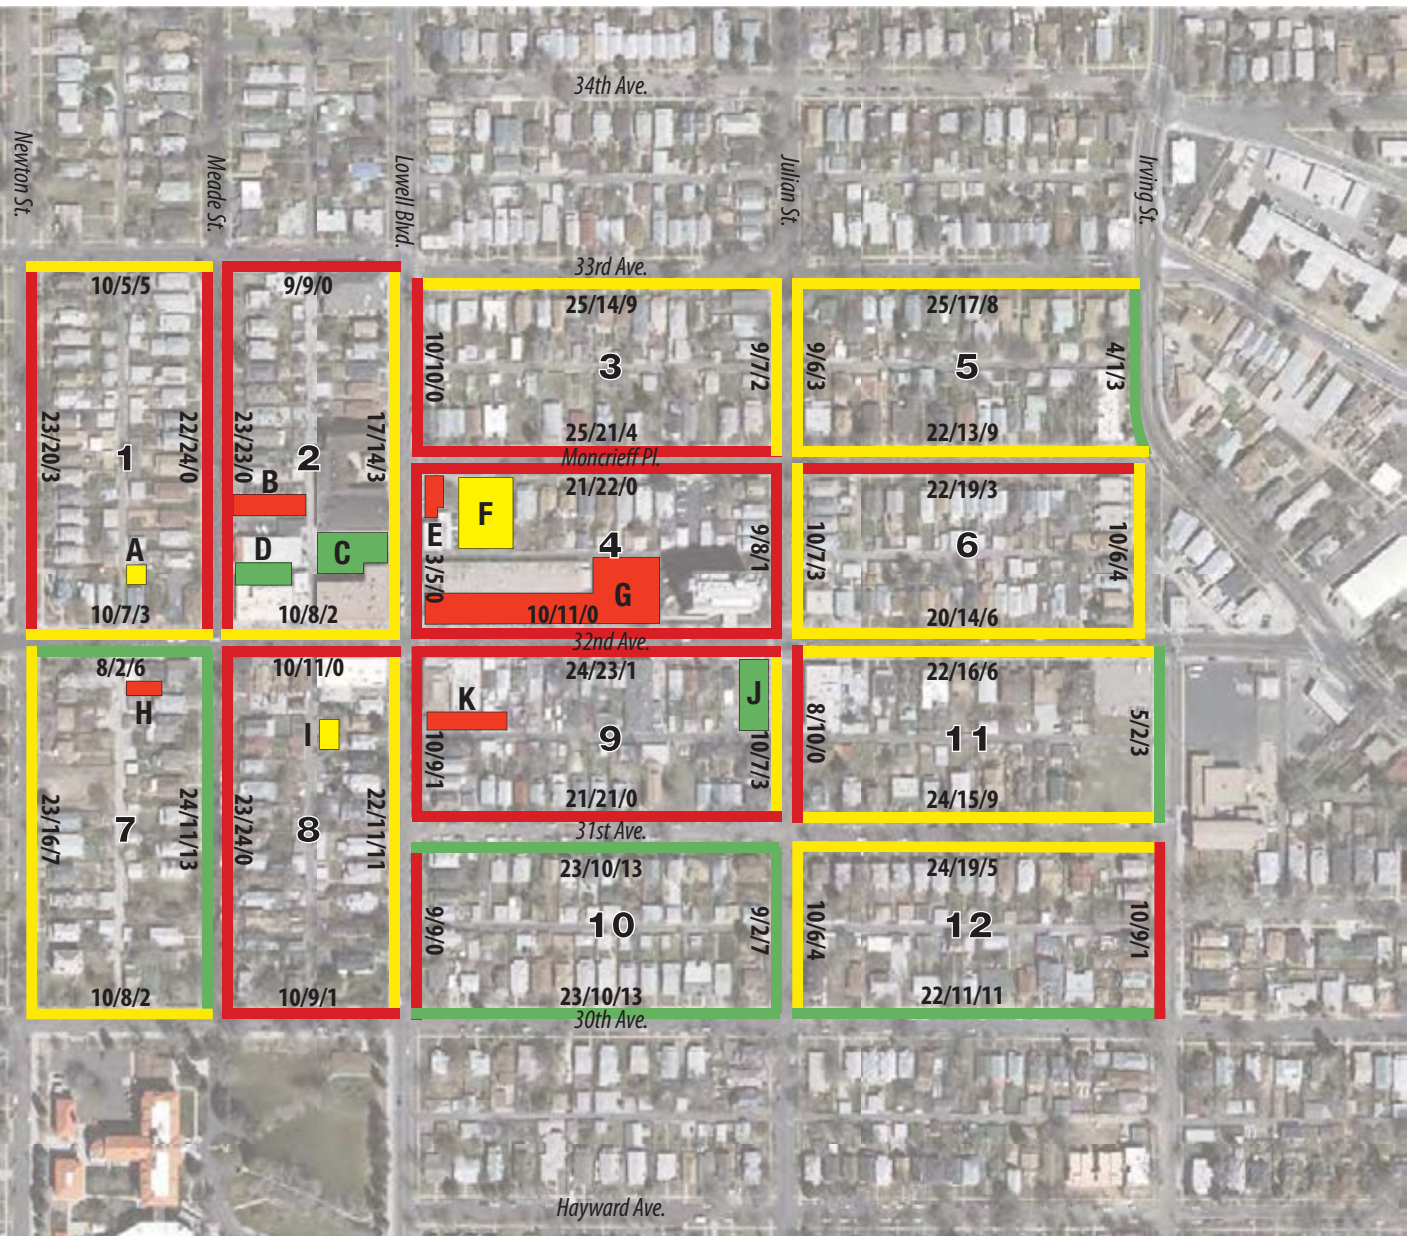 34th Ave.
Newton St.
Meade St.
Lowell Blvd.
Julian St.
Irving St.
33rd Ave.
10/5/5
9/9/0
25/14/9
25/17/8
23/20/3
1
22/24/0
23/23/0
2
17/14/3
10/10/0
3
9/7/2
9/6/3
5
4/1/3
25/21/4
22/13/9
Moncrieff Pl.
B
A
D
C
10/7/3
10/8/2
21/22/0
E
F
4
3/5/0
G
10/11/0
9/8/1
22/19/3
10/7/3
6
10/6/4
20/14/6
32nd Ave.
8/2/6
H
10/11/0
I
24/23/1
K
J
22/16/6
10/9/1
9
10/7/3
8/10/0
11
5/2/3
23/16/7
7
24/11/13
23/24/0
8
22/11/11
21/21/0
24/15/9
31st Ave.
23/10/13
24/19/5
9/9/0
10
9/2/7
10/6/4
12
10/9/1
10/8/2
10/9/1
23/10/13
22/11/11
30th Ave.
Hayward Ave.